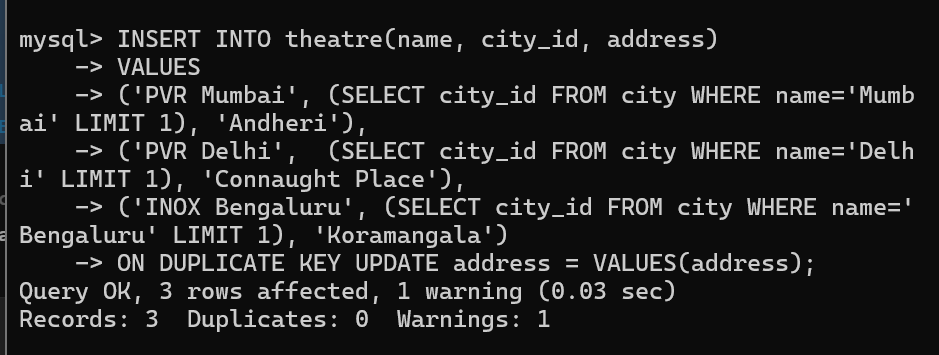 mysql> INSERT INTO theatre(name, city_id, address)
    -> VALUES
    -> ('PVR Mumbai', (SELECT city_id FROM city WHERE name='Mumb
ai' LIMIT 1), 'Andheri'),
    -> ('PVR Delhi',  (SELECT city_id FROM city WHERE name='Delh
i' LIMIT 1), 'Connaught Place'),
    -> ('INOX Bengaluru', (SELECT city_id FROM city WHERE name='
Bengaluru' LIMIT 1), 'Koramangala')
    -> ON DUPLICATE KEY UPDATE address = VALUES(address);
Query OK, 3 rows affected, 1 warning (0.03 sec)
Records: 3  Duplicates: 0  Warnings: 1